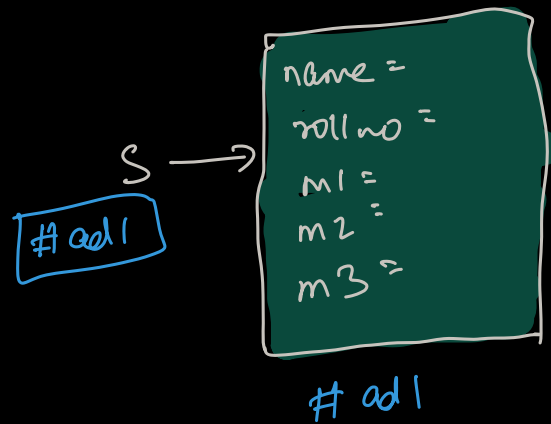 name =
rollno =
S
m1 =
#ad1
m2 =
m3 =
#ad1